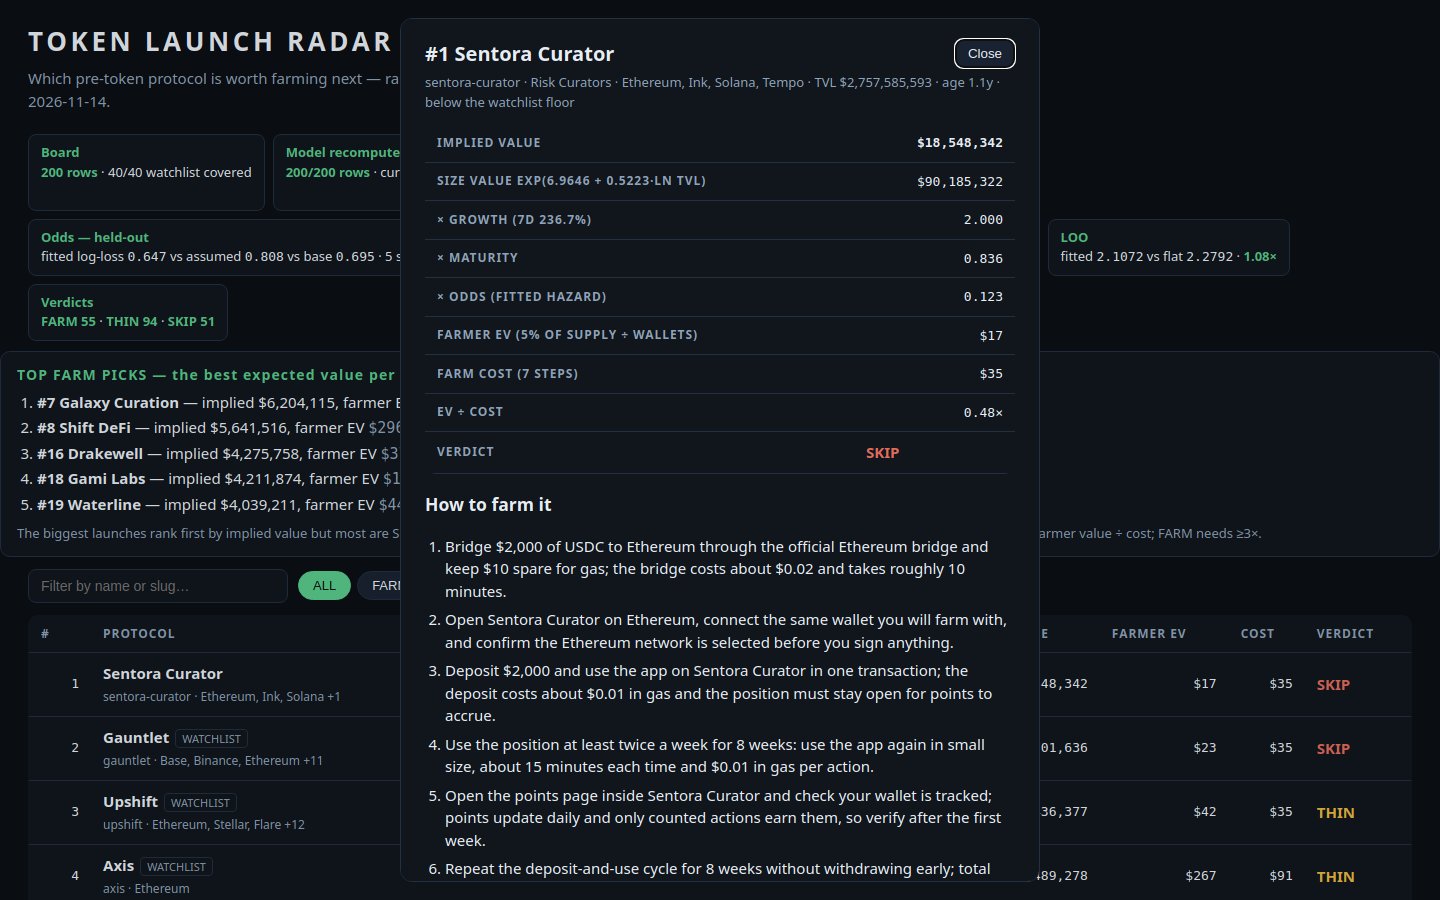 TOKEN LAUNCH RADAR
Which pre-token protocol is worth farming next — ra
2026-11-14.
Board
200 rows · 40/40 watchlist covered
Model recompute
200/200 rows · cur
Odds — held-out
fitted log-loss 0.647 vs assumed 0.808 vs base 0.695 · 5 s
LOO
fitted 2.1072 vs flat 2.2792 · 1.08×
Verdicts
FARM 55 · THIN 94 · SKIP 51
TOP FARM PICKS — the best expected value per
1. #7 Galaxy Curation — implied $6,204,115, farmer E
2. #8 Shift DeFi — implied $5,641,516, farmer EV $296
3. #16 Drakewell — implied $4,275,758, farmer EV $3
4. #18 Gami Labs — implied $4,211,874, farmer EV $1
5. #19 Waterline — implied $4,039,211, farmer EV $44
The biggest launches rank first by implied value but most are S
armer value ÷ cost; FARM needs ≥3×.
Filter by name or slug…
ALL
FARM
# PROTOCOL
E FARMER EV COST VERDICT
1 Sentora Curator
sentora-curator · Ethereum, Ink, Solana +1
48,342 $17 $35 SKIP
2 Gauntlet WATCHLIST
gauntlet · Base, Binance, Ethereum +11
01,636 $23 $35 SKIP
3 Upshift WATCHLIST
upshift · Ethereum, Stellar, Flare +12
36,377 $42 $35 THIN
4 Axis WATCHLIST
axis · Ethereum
489,278 $267 $91 THIN
#1 Sentora Curator
Close
sentora-curator · Risk Curators · Ethereum, Ink, Solana, Tempo · TVL $2,757,585,593 · age 1.1y ·
below the watchlist floor
IMPLIED VALUE $18,548,342
SIZE VALUE EXP(6.9646 + 0.5223·LN TVL) $90,185,322
× GROWTH (7D 236.7%) 2.000
× MATURITY 0.836
× ODDS (FITTED HAZARD) 0.123
FARMER EV (5% OF SUPPLY ÷ WALLETS) $17
FARM COST (7 STEPS) $35
EV ÷ COST 0.48×
VERDICT SKIP
How to farm it
1. Bridge $2,000 of USDC to Ethereum through the official Ethereum bridge and
keep $10 spare for gas; the bridge costs about $0.02 and takes roughly 10
minutes.
2. Open Sentora Curator on Ethereum, connect the same wallet you will farm with,
and confirm the Ethereum network is selected before you sign anything.
3. Deposit $2,000 and use the app on Sentora Curator in one transaction; the
deposit costs about $0.01 in gas and the position must stay open for points to
accrue.
4. Use the position at least twice a week for 8 weeks: use the app again in small
size, about 15 minutes each time and $0.01 in gas per action.
5. Open the points page inside Sentora Curator and check your wallet is tracked;
points update daily and only counted actions earn them, so verify after the first
week.
6. Repeat the deposit-and-use cycle for 8 weeks without withdrawing early; total